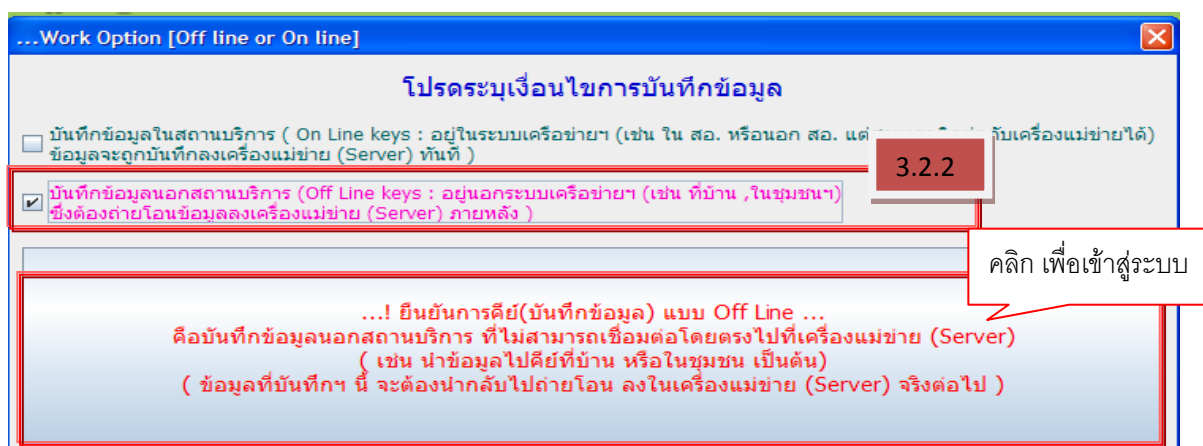 ...Work Option [Off line or On line]
โปรดระบุเงื่อนไขการบันทึกข้อมูล
บันทึกข้อมูลในสถานบริการ ( On Line keys : อยู่ในระบบเครือข่ายฯ (เช่น ใน สอ. หรือนอก สอ. แต่ กับเครื่องแม่ข่ายได้)
ข้อมูลจะถูกบันทึกลงเครื่องแม่ข่าย (Server) ทันที )
3.2.2
บันทึกข้อมูลนอกสถานบริการ (Off Line keys : อยู่นอกระบบเครือข่ายฯ (เช่น ที่บ้าน ,ในชุมชนฯ)
ซึ่งต้องถ่ายโอนข้อมูลลงเครื่องแม่ข่าย (Server) ภายหลัง )
คลิก เพื่อเข้าสู่ระบบ
...! ยืนยันการคีย์(บันทึกข้อมูล) แบบ Off Line ...
คือบันทึกข้อมูลนอกสถานบริการ ที่ไม่สามารถเชื่อมต่อโดยตรงไปที่เครื่องแม่ข่าย (Server)
( เช่น นำข้อมูลไปคีย์ที่บ้าน หรือในชุมชน เป็นต้น)
( ข้อมูลที่บันทึกฯ นี้ จะต้องนำกลับไปถ่ายโอน ลงในเครื่องแม่ข่าย (Server) จริงต่อไป )